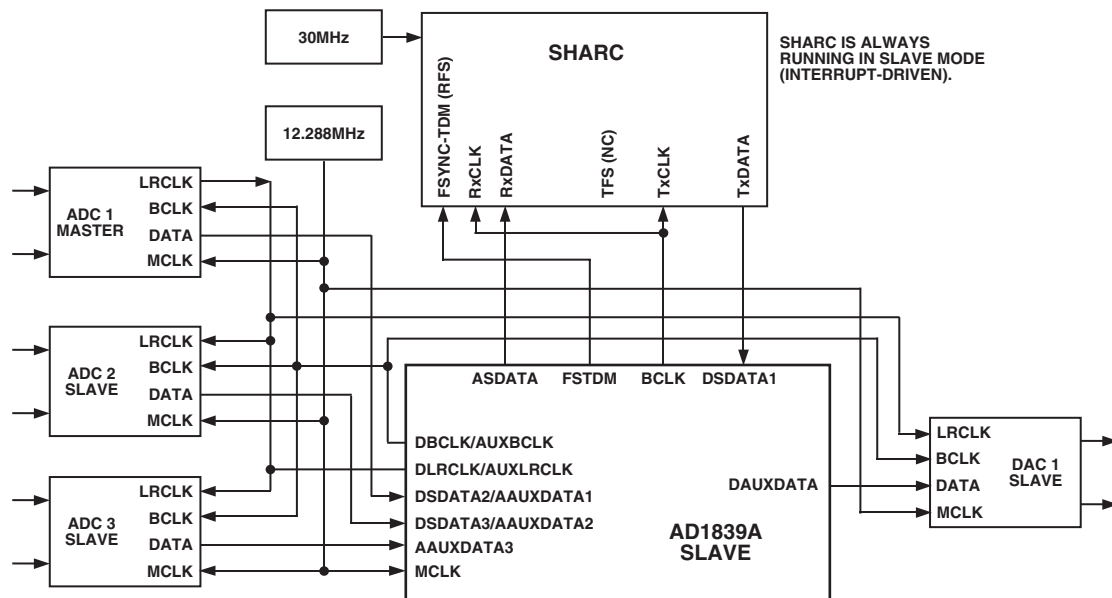 30MHz
SHARC
SHARC IS ALWAYS
RUNNING IN SLAVE MODE
(INTERRUPT-DRIVEN).
12.288MHz
FSYNC-TDM (RFS)
RxCLK
RxDATA
TFS (NC)
TxCLK
TxDATA
ADC 1
MASTER
LRCLK
BCLK
DATA
MCLK
ADC 2
SLAVE
LRCLK
BCLK
DATA
MCLK
ADC 3
SLAVE
LRCLK
BCLK
DATA
MCLK
ASDATA
FSTDM
BCLK
DSDATA1
DBCLK/AUXBCLK
DLRCLK/AUXLRCLK
DSDATA2/AAUXDATA1
DSDATA3/AAUXDATA2
AAUXDATA3
MCLK
DAUXDATA
AD1839A
SLAVE
LRCLK
BCLK
DATA
MCLK
DAC 1
SLAVE